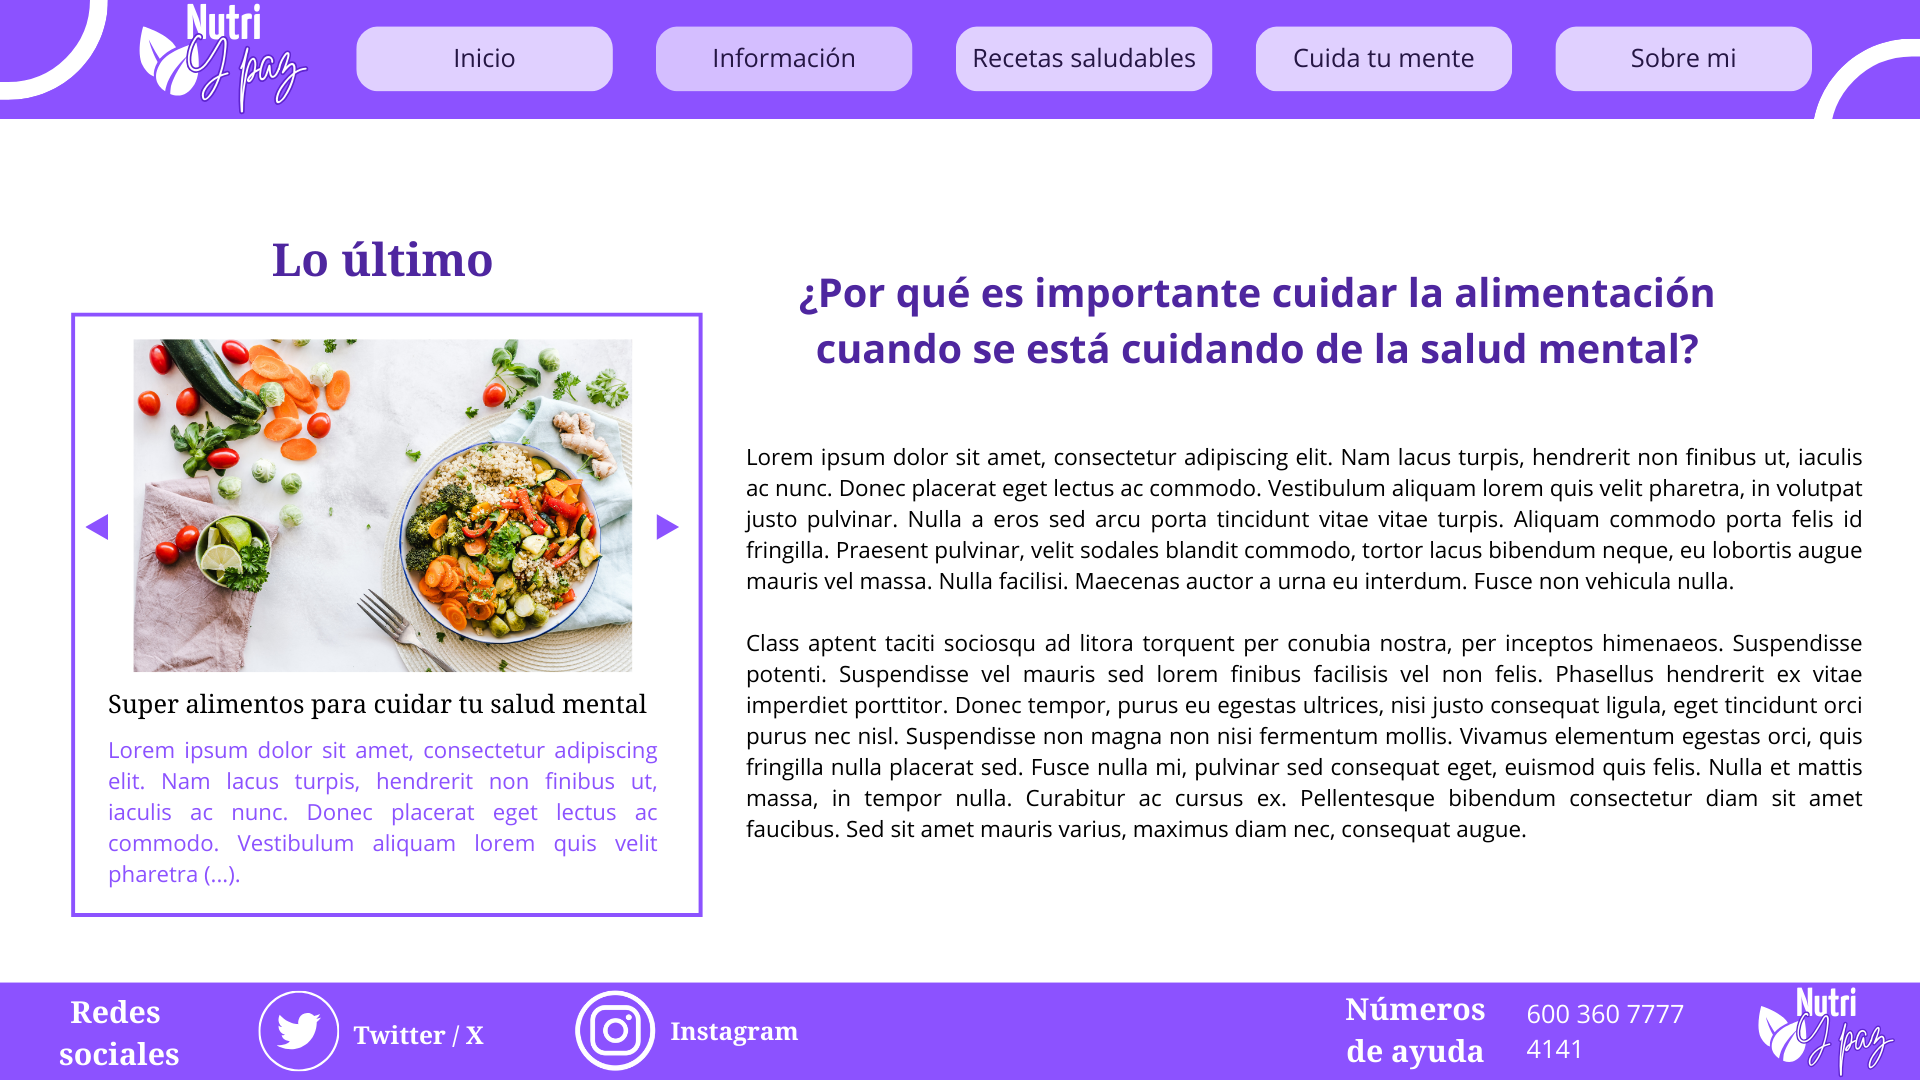 Nutri
y paz
Inicio
Información
Recetas saludables
Cuida tu mente
Sobre mi
Lo último
Super alimentos para cuidar tu salud mental
Lorem ipsum dolor sit amet, consectetur adipiscing
elit. Nam lacus turpis, hendrerit non finibus ut,
iaculis ac nunc. Donec placerat eget lectus ac
commodo. Vestibulum aliquam lorem quis velit
pharetra (...).
¿Por qué es importante cuidar la alimentación
cuando se está cuidando de la salud mental?
Lorem ipsum dolor sit amet, consectetur adipiscing elit. Nam lacus turpis, hendrerit non finibus ut, iaculis
ac nunc. Donec placerat eget lectus ac commodo. Vestibulum aliquam lorem quis velit pharetra, in volutpat
justo pulvinar. Nulla a eros sed arcu porta tincidunt vitae vitae turpis. Aliquam commodo porta felis id
fringilla. Praesent pulvinar, velit sodales blandit commodo, tortor lacus bibendum neque, eu lobortis augue
mauris vel massa. Nulla facilisi. Maecenas auctor a urna eu interdum. Fusce non vehicula nulla.
Class aptent taciti sociosqu ad litora torquent per conubia nostra, per inceptos himenaeos. Suspendisse
potenti. Suspendisse vel mauris sed lorem finibus facilisis vel non felis. Phasellus hendrerit ex vitae
imperdiet porttitor. Donec tempor, purus eu egestas ultrices, nisi justo consequat ligula, eget tincidunt orci
purus nec nisl. Suspendisse non magna non nisi fermentum mollis. Vivamus elementum egestas orci, quis
fringilla nulla placerat sed. Fusce nulla mi, pulvinar sed consequat eget, euismod quis felis. Nulla et mattis
massa, in tempor nulla. Curabitur ac cursus ex. Pellentesque bibendum consectetur diam sit amet
faucibus. Sed sit amet mauris varius, maximus diam nec, consequat augue.
Redes
sociales
Twitter / X
Instagram
Números
de ayuda
600 360 7777
4141
Nutri
y paz